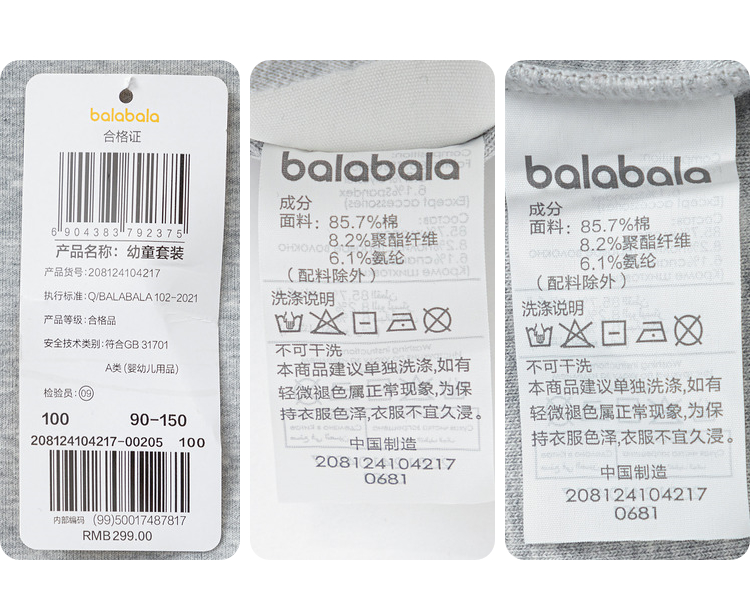 balabala
合格证
6 904383 792375
产品名称：幼童套装
产品货号：208124104217
执行标准：Q/BALABALA 102-2021
产品等级：合格品
安全技术类别：符合GB 31701
A类（婴幼儿用品）
检验员：09
100 90-150
208124104217-00205 100
内部编码 (99)50017487817
RMB 299.00
balabala
成分
面料：85.7%棉
8.2%聚酯纤维
6.1%氨纶
（配料除外）
洗涤说明
不可干洗
本商品建议单独洗涤,如有
轻微褪色属正常现象,为保
持衣服色泽,衣服不宜久浸。
中国制造
208124104217
0681
balabala
成分
面料：85.7%棉
8.2%聚酯纤维
6.1%氨纶
（配料除外）
洗涤说明
不可干洗
本商品建议单独洗涤,如有
轻微褪色属正常现象,为保
持衣服色泽,衣服不宜久浸。
中国制造
208124104217
0681